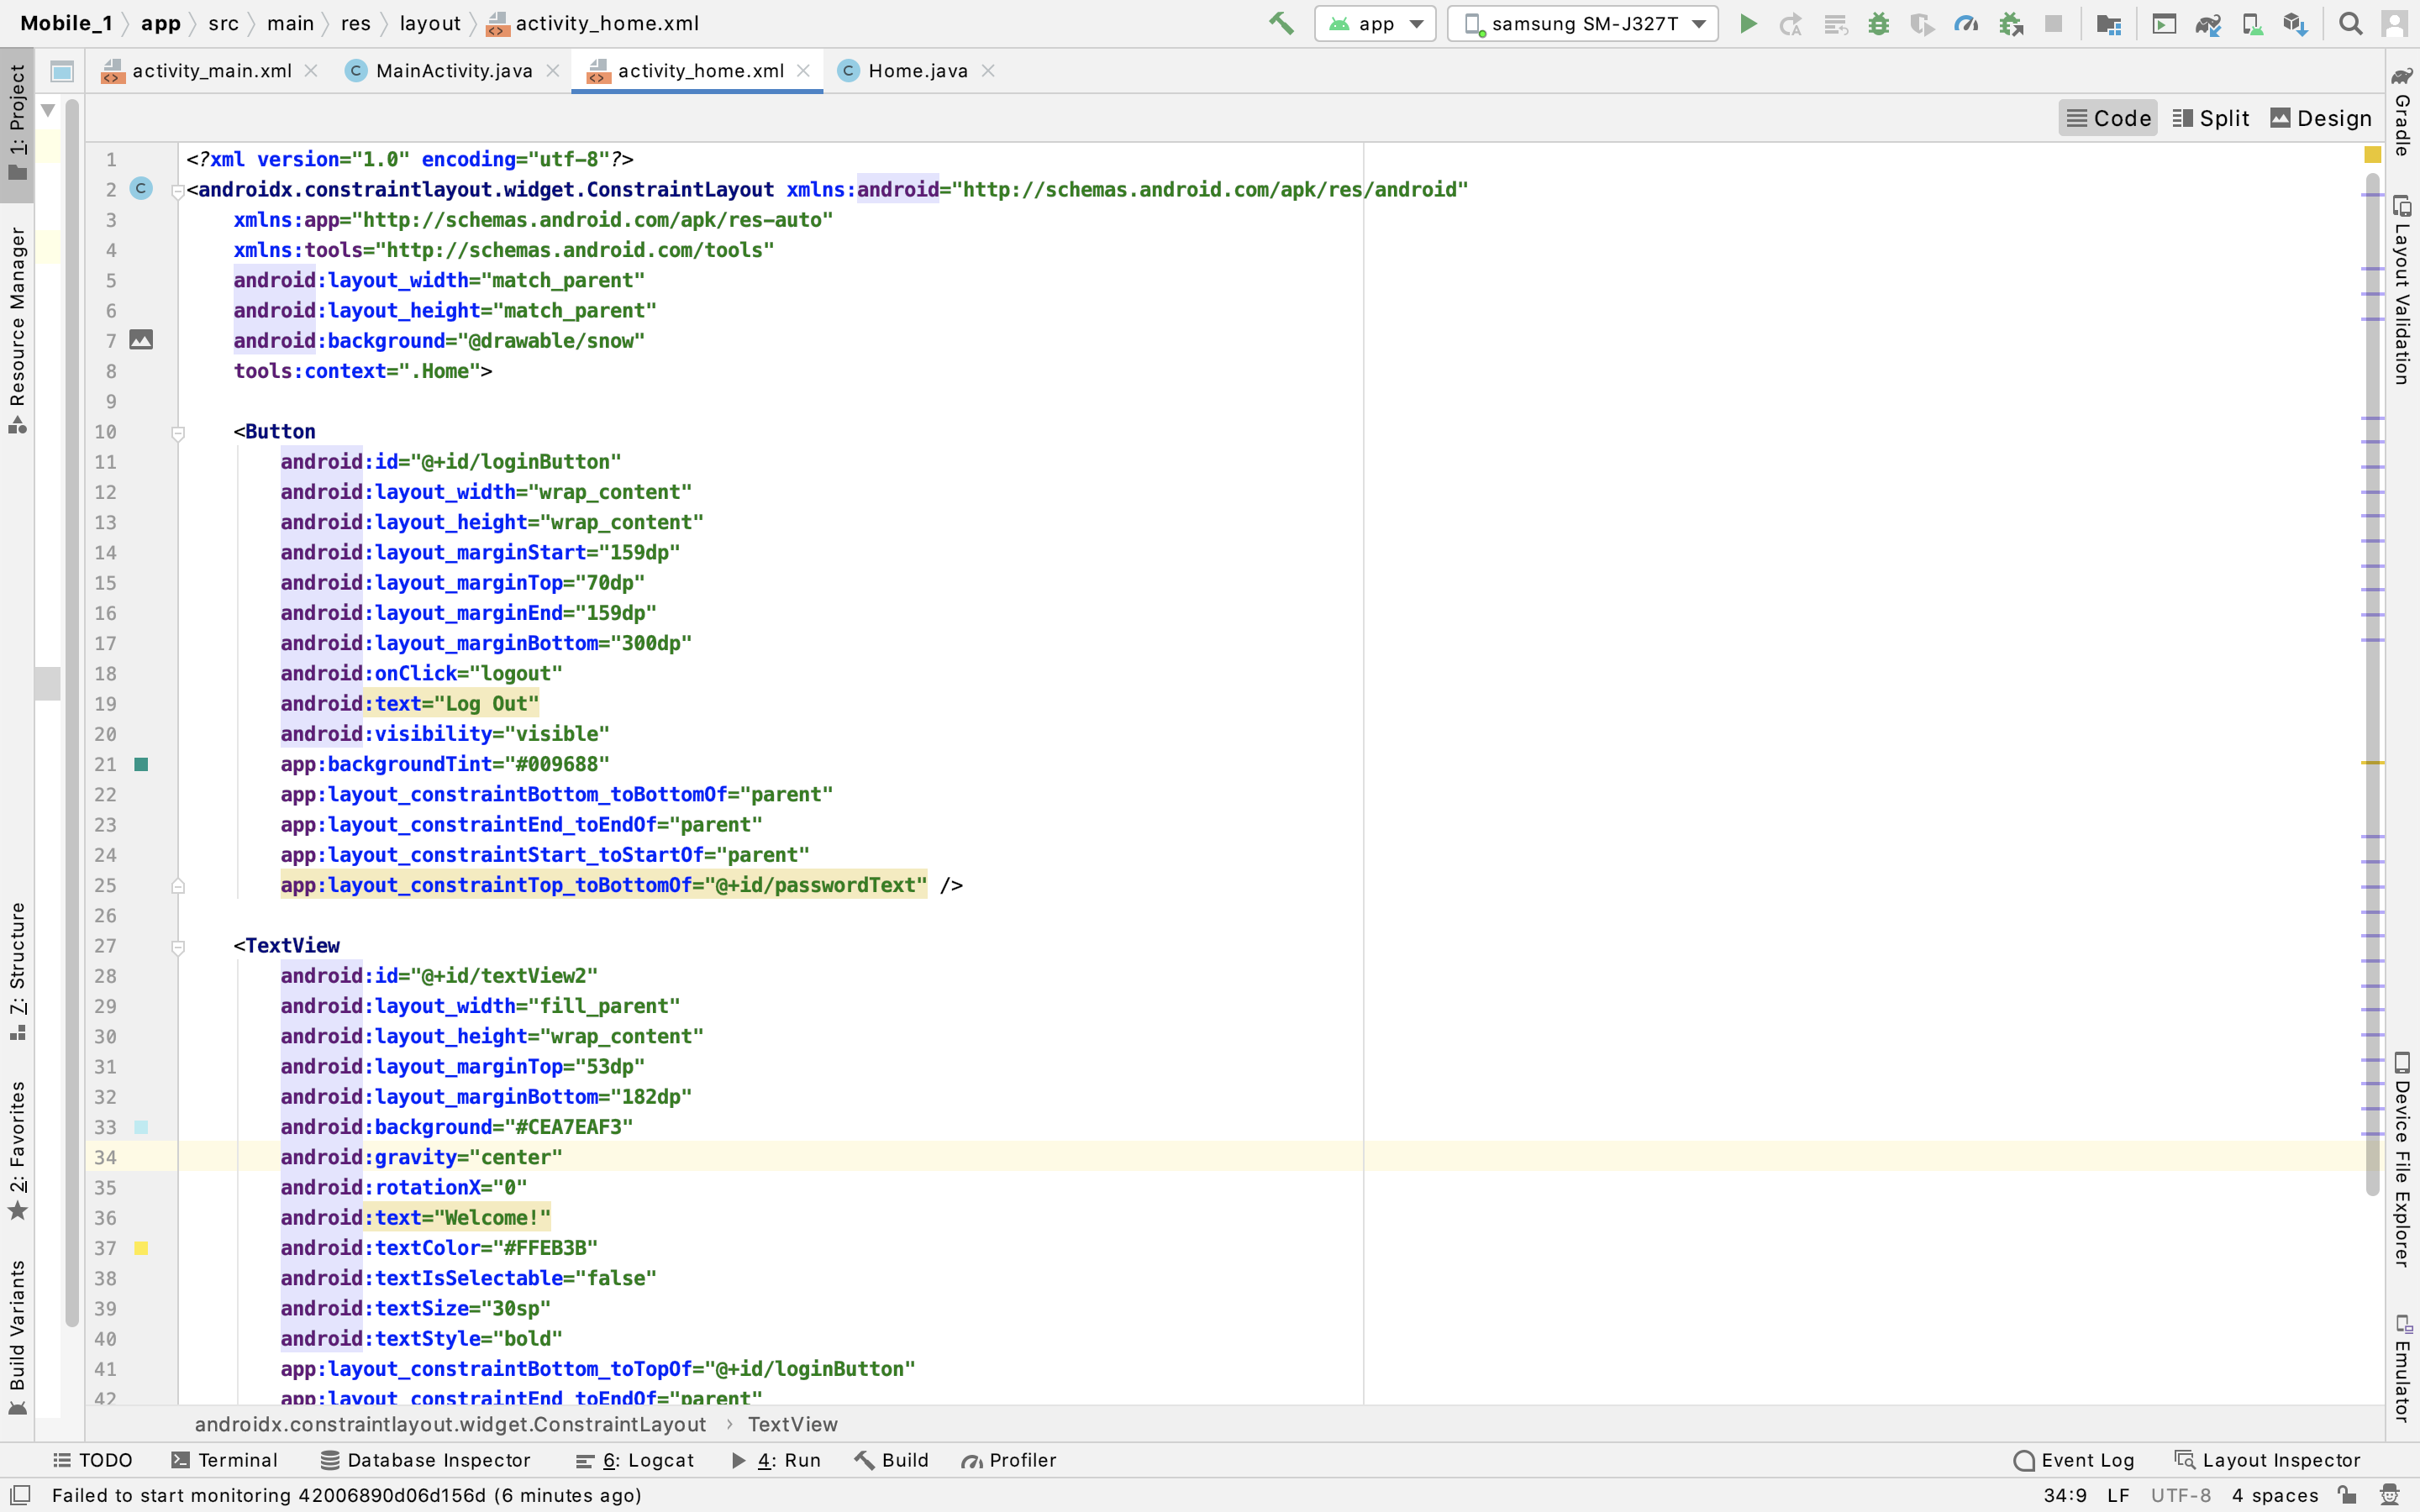 Mobile_1 app src main res layout activity_home.xml app samsung SM-J327T
activity_main.xml MainActivity.java activity_home.xml Home.java
Code Split Design
1 <?xml version="1.0" encoding="utf-8"?>
2 <androidx.constraintlayout.widget.ConstraintLayout xmlns:android="http://schemas.android.com/apk/res/android"
3 xmlns:app="http://schemas.android.com/apk/res-auto"
4 xmlns:tools="http://schemas.android.com/tools"
5 android:layout_width="match_parent"
6 android:layout_height="match_parent"
7 android:background="@drawable/snow"
8 tools:context=".Home">
9
10 <Button
11 android:id="@+id/loginButton"
12 android:layout_width="wrap_content"
13 android:layout_height="wrap_content"
14 android:layout_marginStart="159dp"
15 android:layout_marginTop="70dp"
16 android:layout_marginEnd="159dp"
17 android:layout_marginBottom="300dp"
18 android:onClick="logout"
19 android:text="Log Out"
20 android:visibility="visible"
21 app:backgroundTint="#009688"
22 app:layout_constraintBottom_toBottomOf="parent"
23 app:layout_constraintEnd_toEndOf="parent"
24 app:layout_constraintStart_toStartOf="parent"
25 app:layout_constraintTop_toBottomOf="@+id/passwordText" />
26
27 <TextView
28 android:id="@+id/textView2"
29 android:layout_width="fill_parent"
30 android:layout_height="wrap_content"
31 android:layout_marginTop="53dp"
32 android:layout_marginBottom="182dp"
33 android:background="#CEA7EAF3"
34 android:gravity="center"
35 android:rotationX="0"
36 android:text="Welcome!"
37 android:textColor="#FFEB3B"
38 android:textIsSelectable="false"
39 android:textSize="30sp"
40 android:textStyle="bold"
41 app:layout_constraintBottom_toTopOf="@+id/loginButton"
42 app:layout_constraintEnd_toEndOf="parent"
androidx.constraintlayout.widget.ConstraintLayout › TextView
1: Project
Resource Manager
7: Structure
2: Favorites
Build Variants
Gradle
Layout Validation
Device File Explorer
Emulator
TODO Terminal Database Inspector 6: Logcat 4: Run Build Profiler Event Log Layout Inspector
Failed to start monitoring 42006890d06d156d (6 minutes ago) 34:9 LF UTF-8 4 spaces